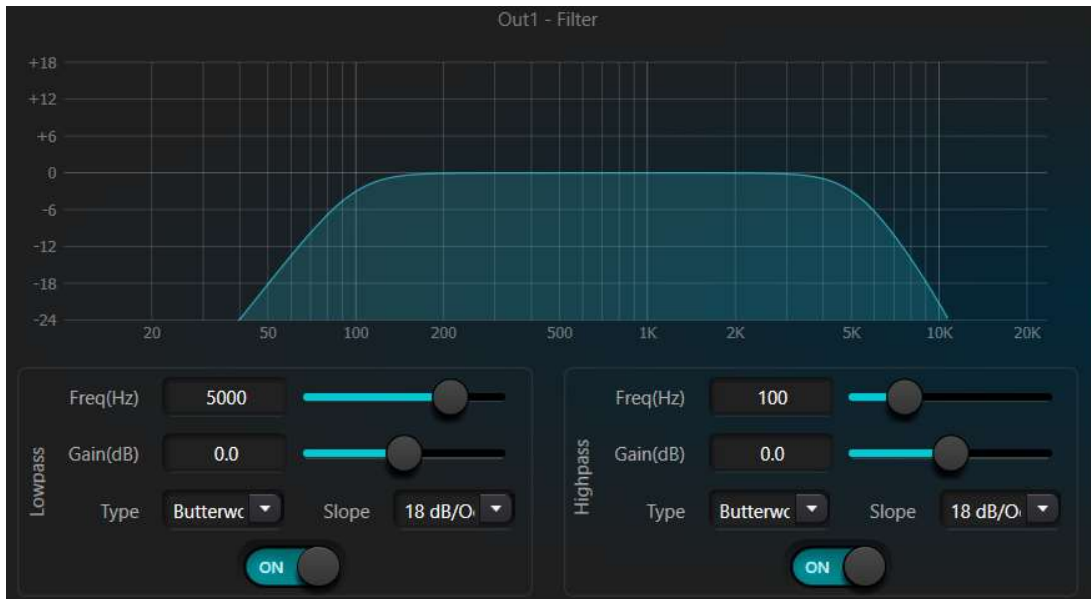 Out1 - Filter
+18
+12
+6
0
-6
-12
-18
-24
20 50 100 200 500 1K 2K 5K 10K 20K
Lowpass
Freq(Hz) 5000
Gain(dB) 0.0
Type Butterwc Slope 18 dB/O
ON
Highpass
Freq(Hz) 100
Gain(dB) 0.0
Type Butterwc Slope 18 dB/O
ON